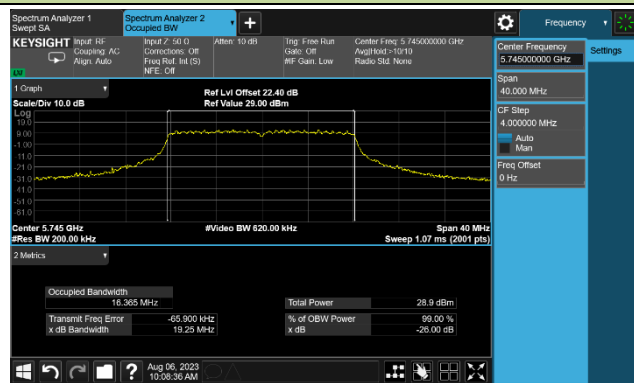 Spectrum Analyzer 1
Swept SA
Spectrum Analyzer 2
Occupied BW
Frequency
KEYSIGHT
Input: RF
Coupling: AC
Align: Auto
Input Z: 50 Ω
Corrections: Off
Freq Ref: Int (S)
NFE: Off
Atten: 10 dB
Trig: Free Run
Gate: Off
#IF Gain: Low
Center Freq: 5.745000000 GHz
Avg|Hold:>10/10
Radio Std: None
Center Frequency
5.745000000 GHz
Settings
Span
40.000 MHz
CF Step
4.000000 MHz
Auto
Man
Freq Offset
0 Hz
1 Graph
Scale/Div 10.0 dB
Ref Lvl Offset 22.40 dB
Ref Value 29.00 dBm
Log
19.0
9.00
-1.00
-11.0
-21.0
-31.0
-41.0
-51.0
-61.0
Center 5.745 GHz
#Video BW 620.00 kHz
Span 40 MHz
#Res BW 200.00 kHz
Sweep 1.07 ms (2001 pts)
2 Metrics
Occupied Bandwidth
16.365 MHz
Total Power 28.9 dBm
Transmit Freq Error -65.900 kHz
% of OBW Power 99.00 %
x dB Bandwidth 19.25 MHz
x dB -26.00 dB
?
Aug 06, 2023
10:08:36 AM